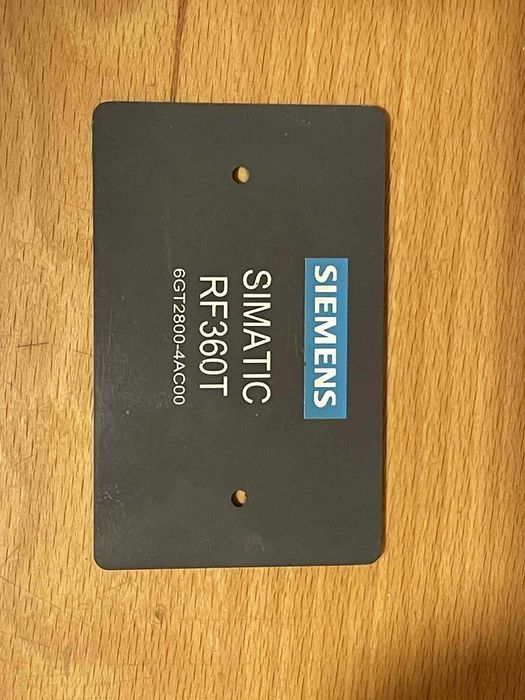 SIEMENS
SIMATIC
RF360T
6GT2800-4AC00